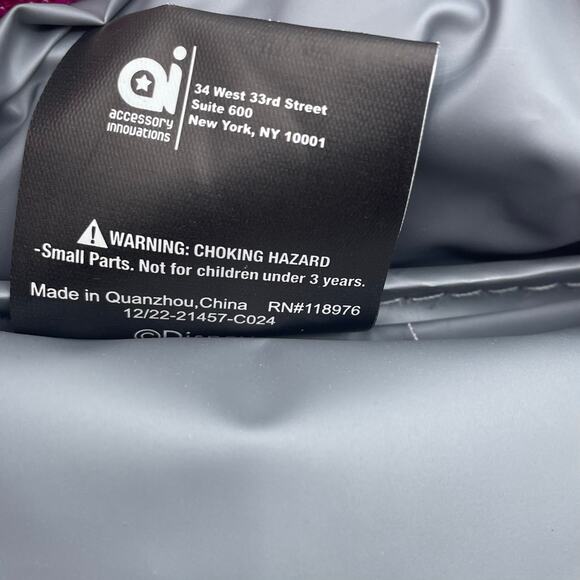 ai
accessory
innovations
34 West 33rd Street
Suite 600
New York, NY 10001
WARNING: CHOKING HAZARD
-Small Parts. Not for children under 3 years.
Made in Quanzhou,China RN#118976
12/22-21457-C024